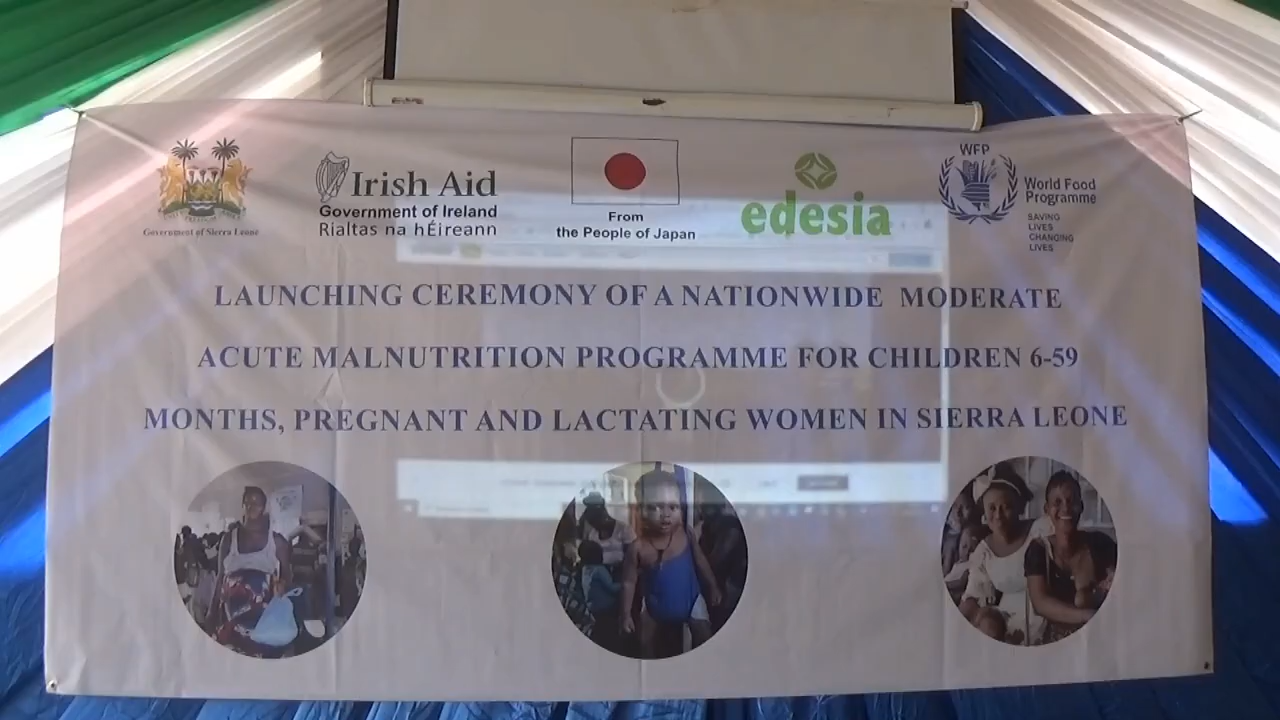 Government of Sierra Leone
Irish Aid
Government of Ireland
Rialtas na hÉireann
From
the People of Japan
edesia
WFP
World Food
Programme
SAVING
LIVES
CHANGING
LIVES
LAUNCHING CEREMONY OF A NATIONWIDE MODERATE
ACUTE MALNUTRITION PROGRAMME FOR CHILDREN 6-59
MONTHS, PREGNANT AND LACTATING WOMEN IN SIERRA LEONE